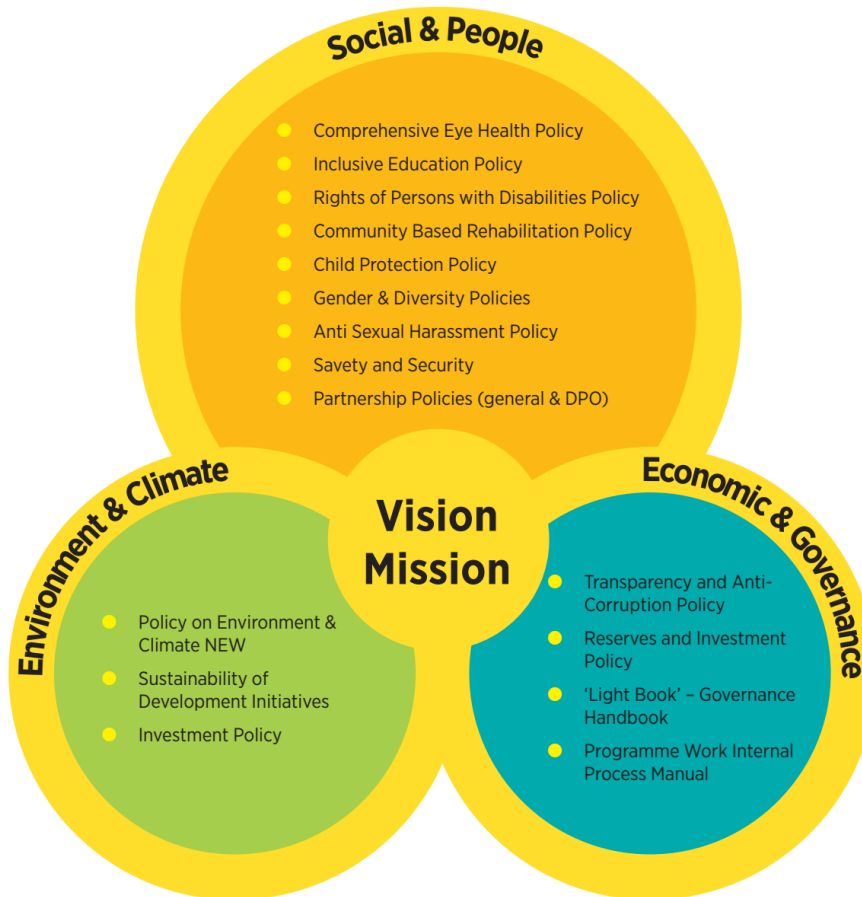 Social & People
Comprehensive Eye Health Policy
Inclusive Education Policy
Rights of Persons with Disabilities Policy
Community Based Rehabilitation Policy
Child Protection Policy
Gender & Diversity Policies
Anti Sexual Harassment Policy
Savety and Security
Partnership Policies (general & DPO)
Vision
Mission
Environment & Climate
Policy on Environment &
Climate NEW
Sustainability of
Development Initiatives
Investment Policy
Economic & Governance
Transparency and Anti-
Corruption Policy
Reserves and Investment
Policy
‘Light Book’ – Governance
Handbook
Programme Work Internal
Process Manual